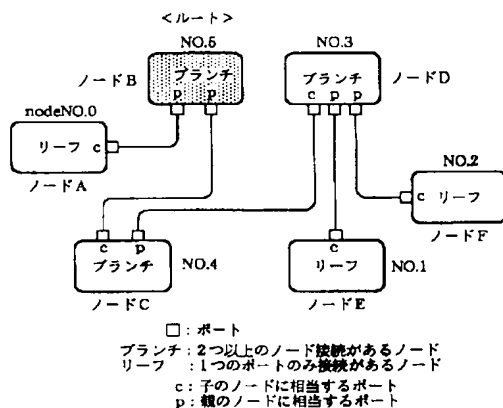 <ルート>
NO.5
ノードB
ブランチ
p p
NO.3
ブランチ
ノードD
c p p
nodeNO.0
リーフ c
ノードA
NO.2
c リーフ
ノードF
c p
ブランチ
NO.4
ノードC
c
リーフ
NO.1
ノードE
□:ポート
ブランチ:2つ以上のノード接続があるノード
リーフ:1つのポートのみ接続があるノード
c:子のノードに相当するポート
p:親のノードに相当するポート